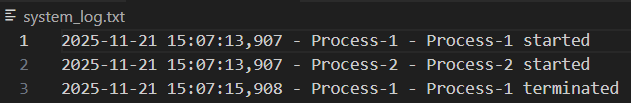 system_log.txt
1 2025-11-21 15:07:13,907 - Process-1 - Process-1 started
2 2025-11-21 15:07:13,907 - Process-2 - Process-2 started
3 2025-11-21 15:07:15,908 - Process-1 - Process-1 terminated